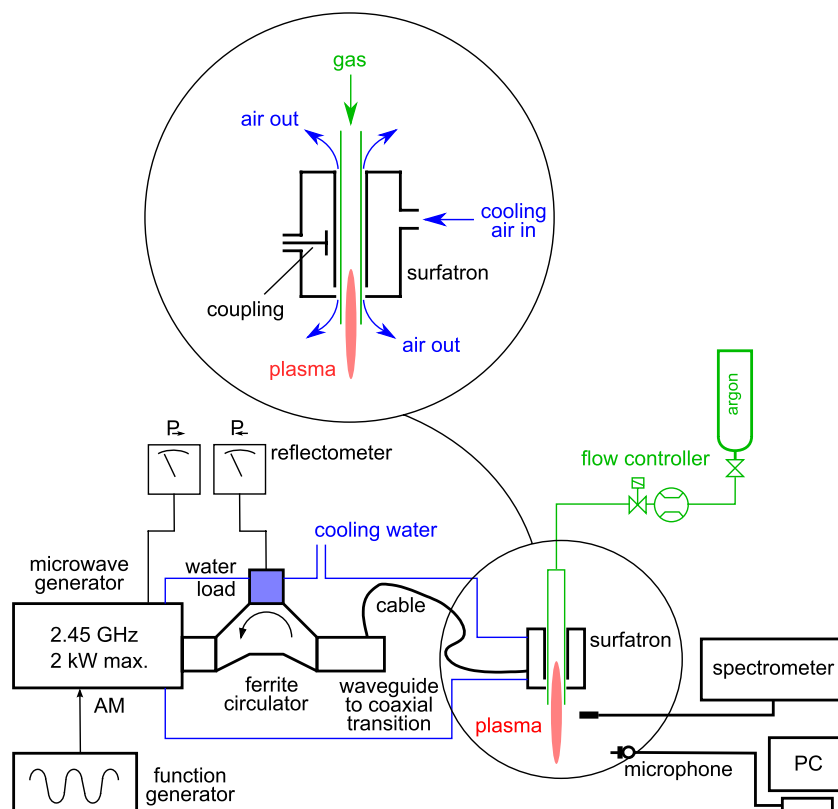 gas
air out
cooling
air in
surfatron
coupling
air out
plasma
argon
P
P
reflectometer
flow controller
cooling water
microwave
generator
water
load
cable
2.45 GHz
2 kW max.
surfatron
spectrometer
AM
ferrite
circulator
waveguide
to coaxial
transition
plasma
function
generator
microphone
PC